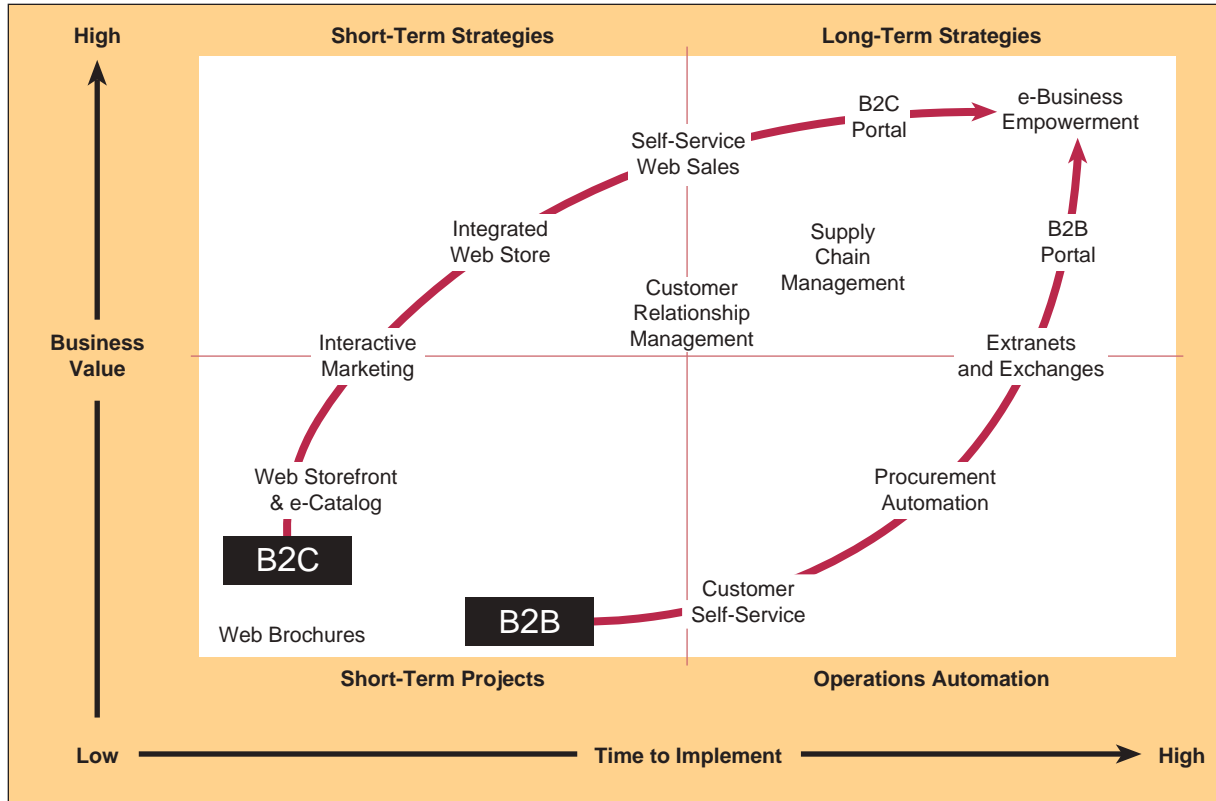 High
Short-Term Strategies
Long-Term Strategies
B2C
Portal
e-Business
Empowerment
Self-Service
Web Sales
Integrated
Web Store
Supply
Chain
Management
B2B
Portal
Customer
Relationship
Management
Business
Value
Interactive
Marketing
Extranets
and Exchanges
Web Storefront
& e-Catalog
Procurement
Automation
B2C
Customer
Self-Service
B2B
Web Brochures
Short-Term Projects
Operations Automation
Low
Time to Implement
High